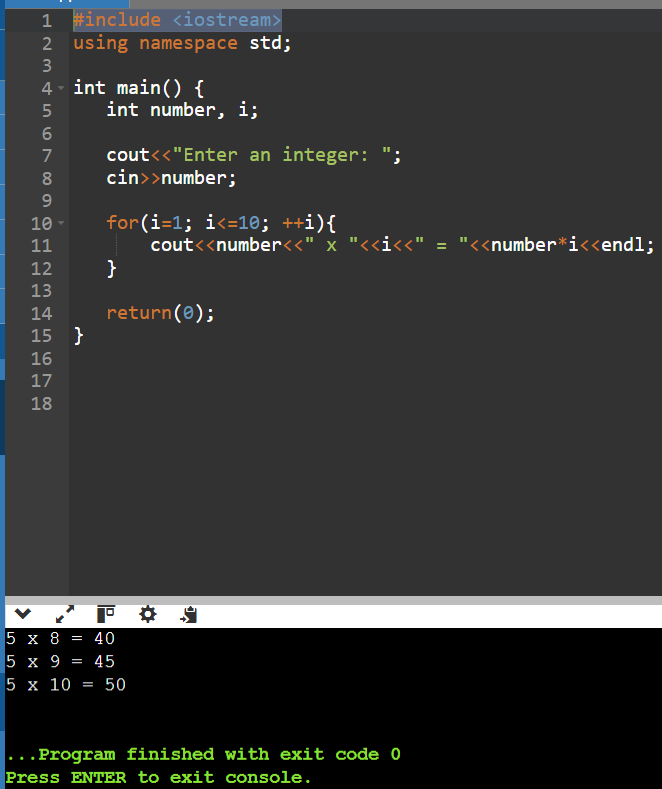 1 #include <iostream>
2 using namespace std;
3
4 int main() {
5    int number, i;
6
7    cout<<"Enter an integer: ";
8    cin>>number;
9
10    for(i=1; i<=10; ++i){
11        cout<<number<<" x "<<i<<" = "<<number*i<<endl;
12    }
13
14    return(0);
15 }
16
17
18
5 x 8 = 40
5 x 9 = 45
5 x 10 = 50
...Program finished with exit code 0
Press ENTER to exit console.